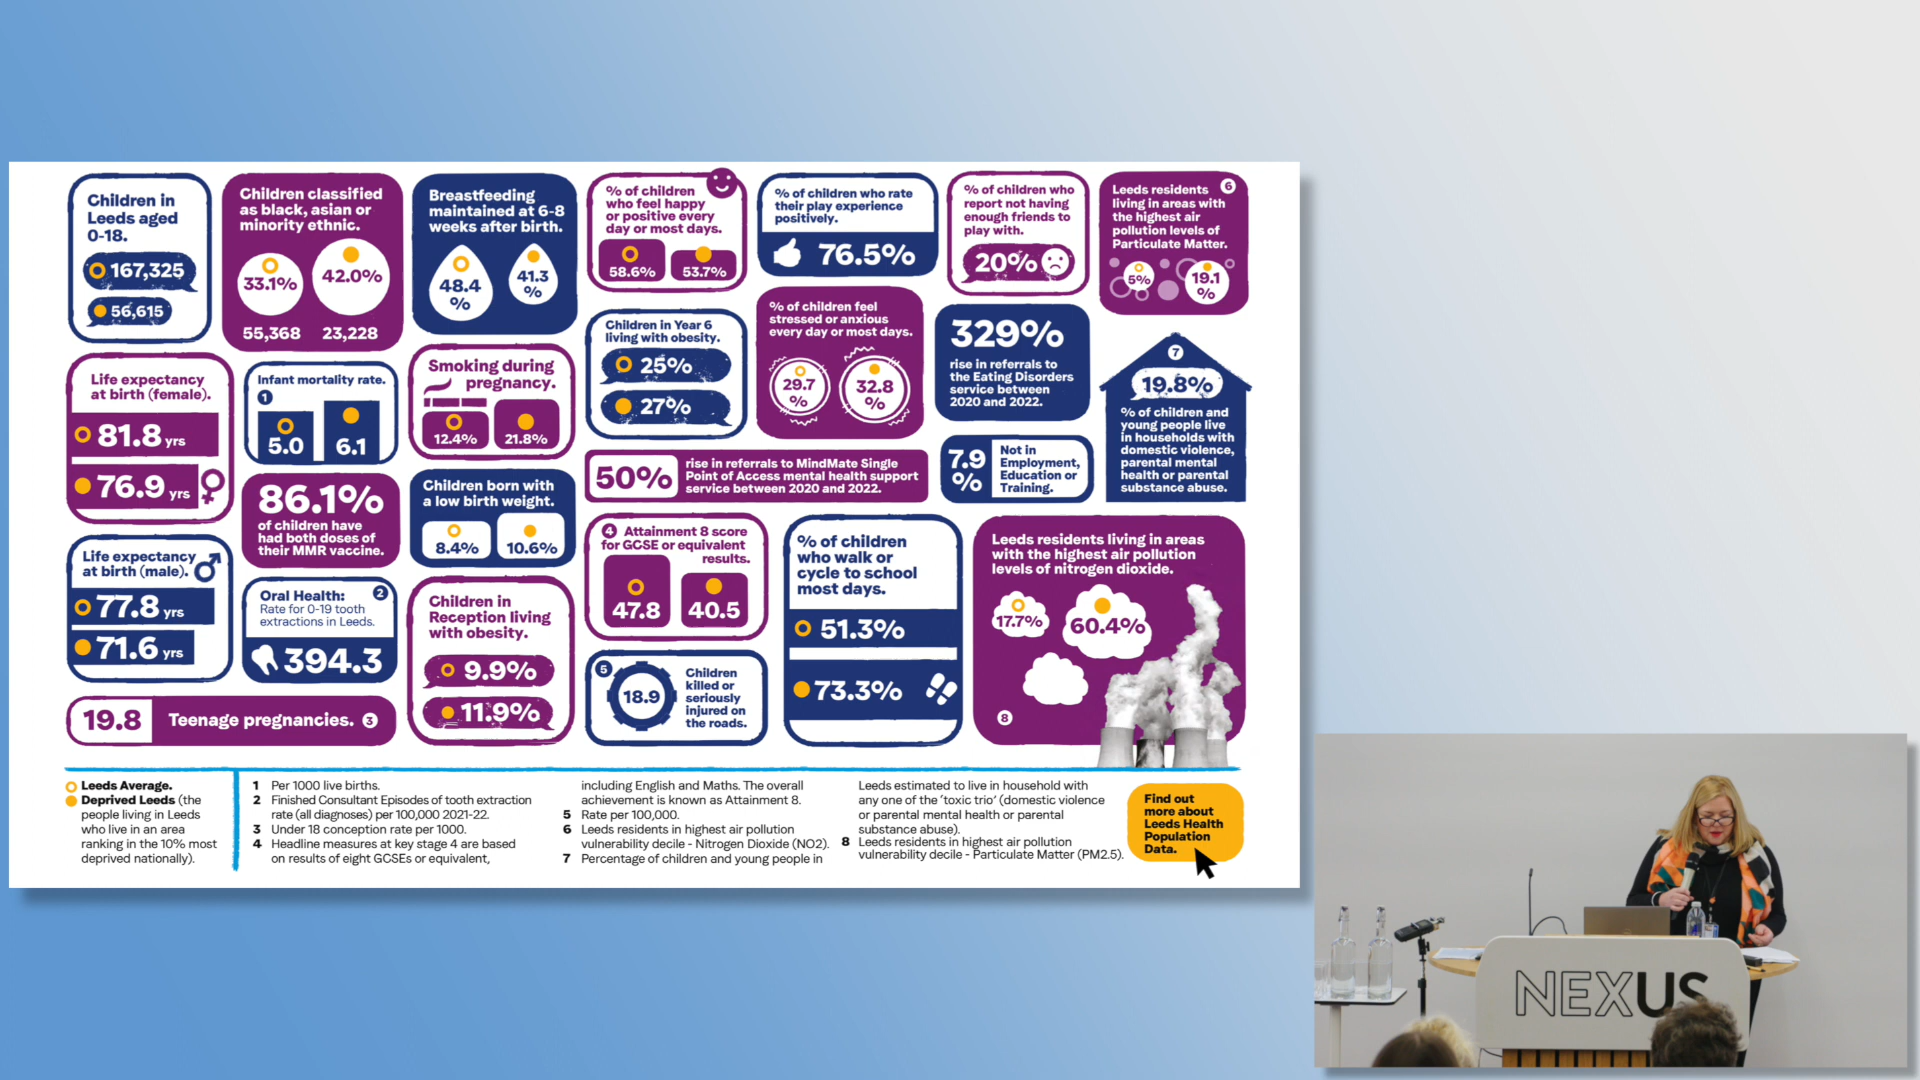 Children in
Leeds aged
0-18.
167,325
56,615
Children classified
as black, asian or
minority ethnic.
33.1%
42.0%
55,368
23,228
Breastfeeding
maintained at 6-8
weeks after birth.
48.4
%
41.3
%
% of children
who feel happy
or positive every
day or most days.
58.6%
53.7%
% of children who rate
their play experience
positively.
76.5%
% of children who
report not having
enough friends to
play with.
20%
Leeds residents 6
living in areas with
the highest air
pollution levels of
Particulate Matter.
5%
19.1
%
Life expectancy
at birth (female).
81.8 yrs
76.9 yrs
Infant mortality rate.
1
5.0
6.1
Smoking during
pregnancy.
12.4%
21.8%
Children in Year 6
living with obesity.
25%
27%
% of children feel
stressed or anxious
every day or most days.
29.7
%
32.8
%
329%
rise in referrals to
the Eating Disorders
service between
2020 and 2022.
7
19.8%
% of children and
young people live
in households with
domestic violence,
parental mental
health or parental
substance abuse.
86.1%
of children have
had both doses of
their MMR vaccine.
Children born with
a low birth weight.
8.4%
10.6%
50%
rise in referrals to MindMate Single
Point of Access mental health support
service between 2020 and 2022.
7.9
%
Not in
Employment,
Education or
Training.
Life expectancy
at birth (male).
77.8 yrs
71.6 yrs
Oral Health: 2
Rate for 0-19 tooth
extractions in Leeds.
394.3
Children in
Reception living
with obesity.
9.9%
11.9%
4 Attainment 8 score
for GCSE or equivalent
results.
47.8
40.5
5
18.9
Children
killed or
seriously
injured on
the roads.
% of children
who walk or
cycle to school
most days.
51.3%
73.3%
Leeds residents living in areas
with the highest air pollution
levels of nitrogen dioxide.
17.7%
60.4%
8
19.8
Teenage pregnancies. 3
Leeds Average.
Deprived Leeds (the
people living in Leeds
who live in an area
ranking in the 10% most
deprived nationally).
1 Per 1000 live births.
2 Finished Consultant Episodes of tooth extraction
rate (all diagnoses) per 100,000 2021-22.
3 Under 18 conception rate per 1000.
4 Headline measures at key stage 4 are based
on results of eight GCSEs or equivalent,
including English and Maths. The overall
achievement is known as Attainment 8.
5 Rate per 100,000.
6 Leeds residents in highest air pollution
vulnerability decile - Nitrogen Dioxide (NO2).
7 Percentage of children and young people in
Leeds estimated to live in household with
any one of the 'toxic trio' (domestic violence
or parental mental health or parental
substance abuse).
8 Leeds residents in highest air pollution
vulnerability decile - Particulate Matter (PM2.5).
Find out
more about
Leeds Health
Population
Data.
NEXUS